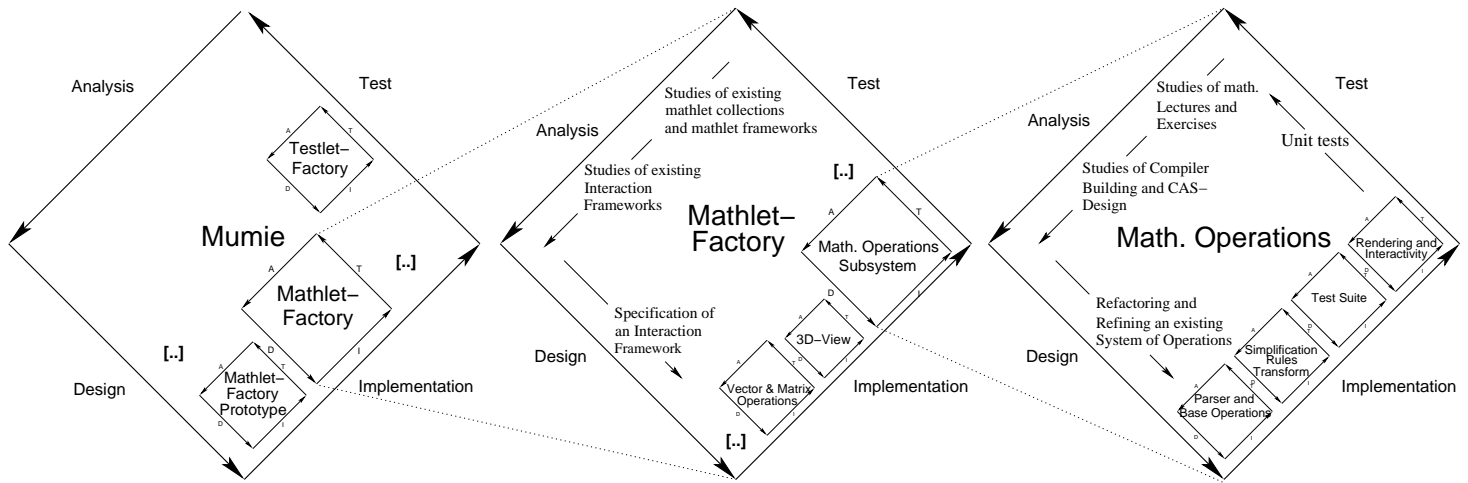 Analysis
Test
A
T
Testlet–
Factory
D
I
Mumie
[..]
A
T
Mathlet–
Factory
D
I
[..]
A
T
Mathlet–
Factory
Prototype
D
I
Design
Implementation
Analysis
Test
Studies of existing
mathlet collections
and mathlet frameworks
Studies of existing
Interaction
Frameworks
[..]
Mathlet–
Factory
A
T
Math. Operations
Subsystem
D
I
Specification of
an Interaction
Framework
A
T
3D–View
D
I
A
T
Vector & Matrix
Operations
D
I
[..]
Design
Implementation
Analysis
Test
Studies of math.
Lectures and
Exercises
Unit tests
Studies of Compiler
Building and CAS–
Design
Math. Operations
A
T
Rendering and
Interactivity
D
I
A
T
Test Suite
D
I
Refactoring and
Refining an existing
System of Operations
A
T
Simplification
Rules
Transform
D
I
A
T
Parser and
Base Operations
D
I
Design
Implementation